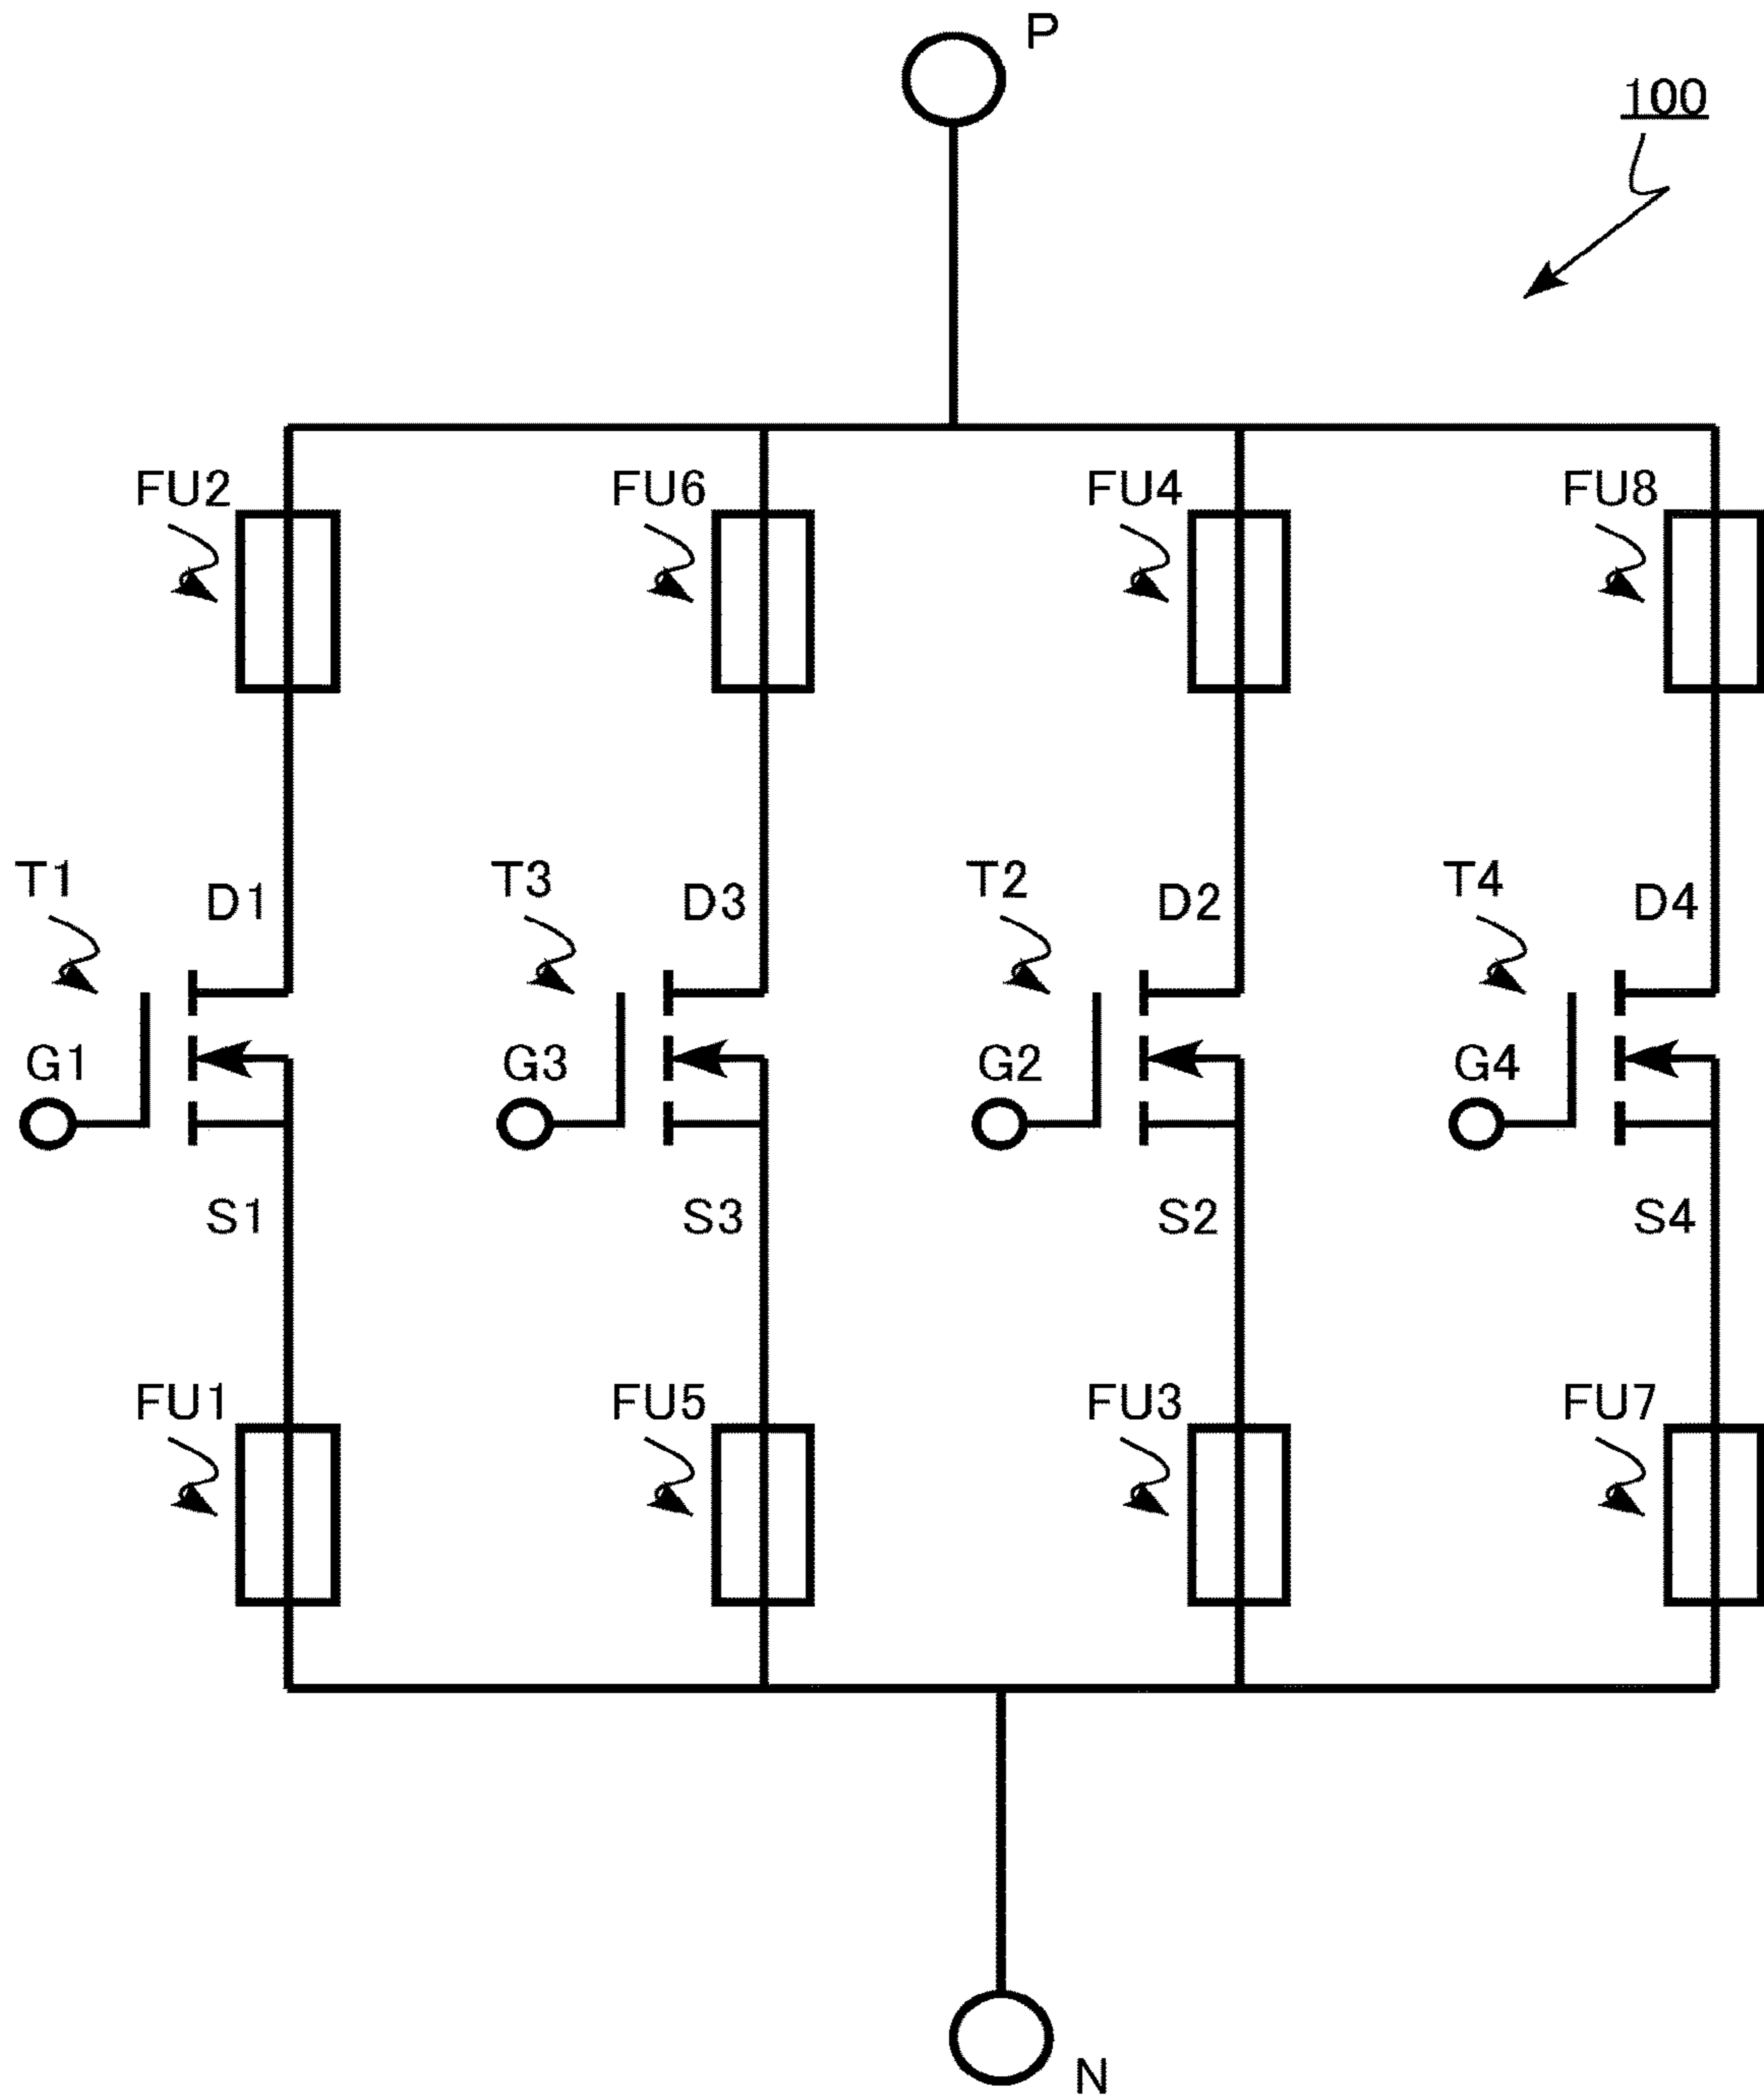 P
100
FU2 FU6 FU4 FU8
T1 D1 T3 D3 T2 D2 T4 D4
G1 G3 G2 G4
S1 S3 S2 S4
FU1 FU5 FU3 FU7
N